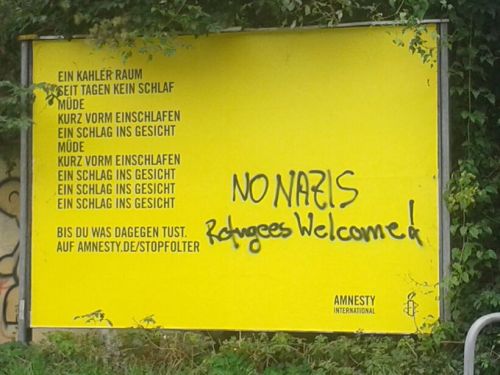 EIN KAHLER RAUM
SEIT TAGEN KEIN SCHLAF
MÜDE
KURZ VORM EINSCHLAFEN
EIN SCHLAG INS GESICHT
MÜDE
KURZ VORM EINSCHLAFEN
EIN SCHLAG INS GESICHT
EIN SCHLAG INS GESICHT
EIN SCHLAG INS GESICHT
BIS DU WAS DAGEGEN TUST.
AUF AMNESTY.DE/STOPFOLTER
NO NAZIS
Refugees Welcome!
AMNESTY
INTERNATIONAL